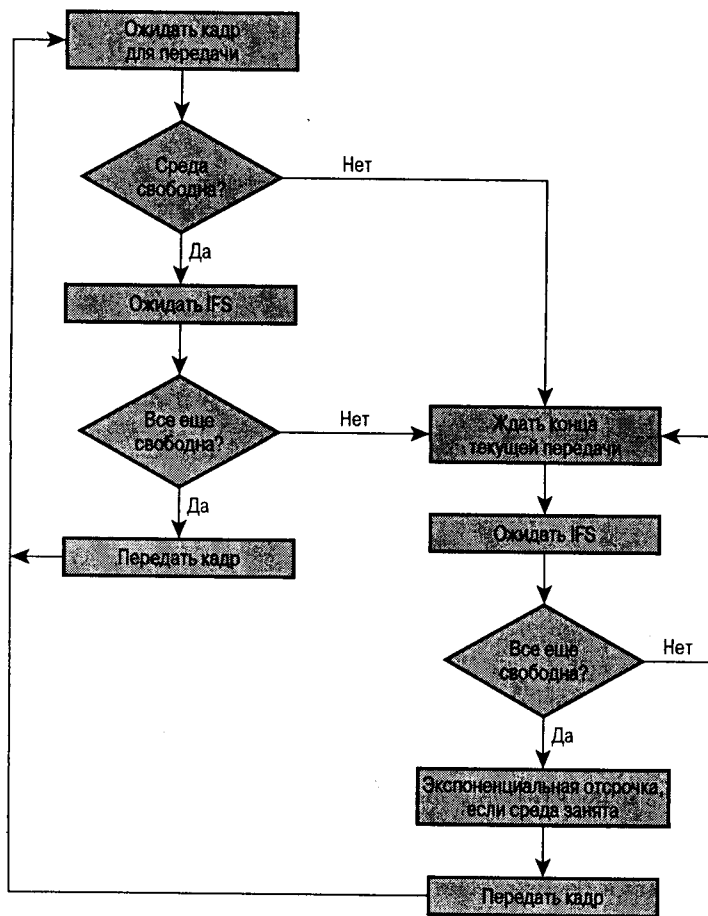 Ожидать кадр
для передачи
Среда
свободна?
Нет
Да
Ожидать IFS
Все еще
свободна?
Нет
Да
Передать кадр
Ждать конца
текущей передачи
Ожидать IFS
Все еще
свободна?
Нет
Да
Экспоненциальная отсрочка,
если среда занята
Передать кадр